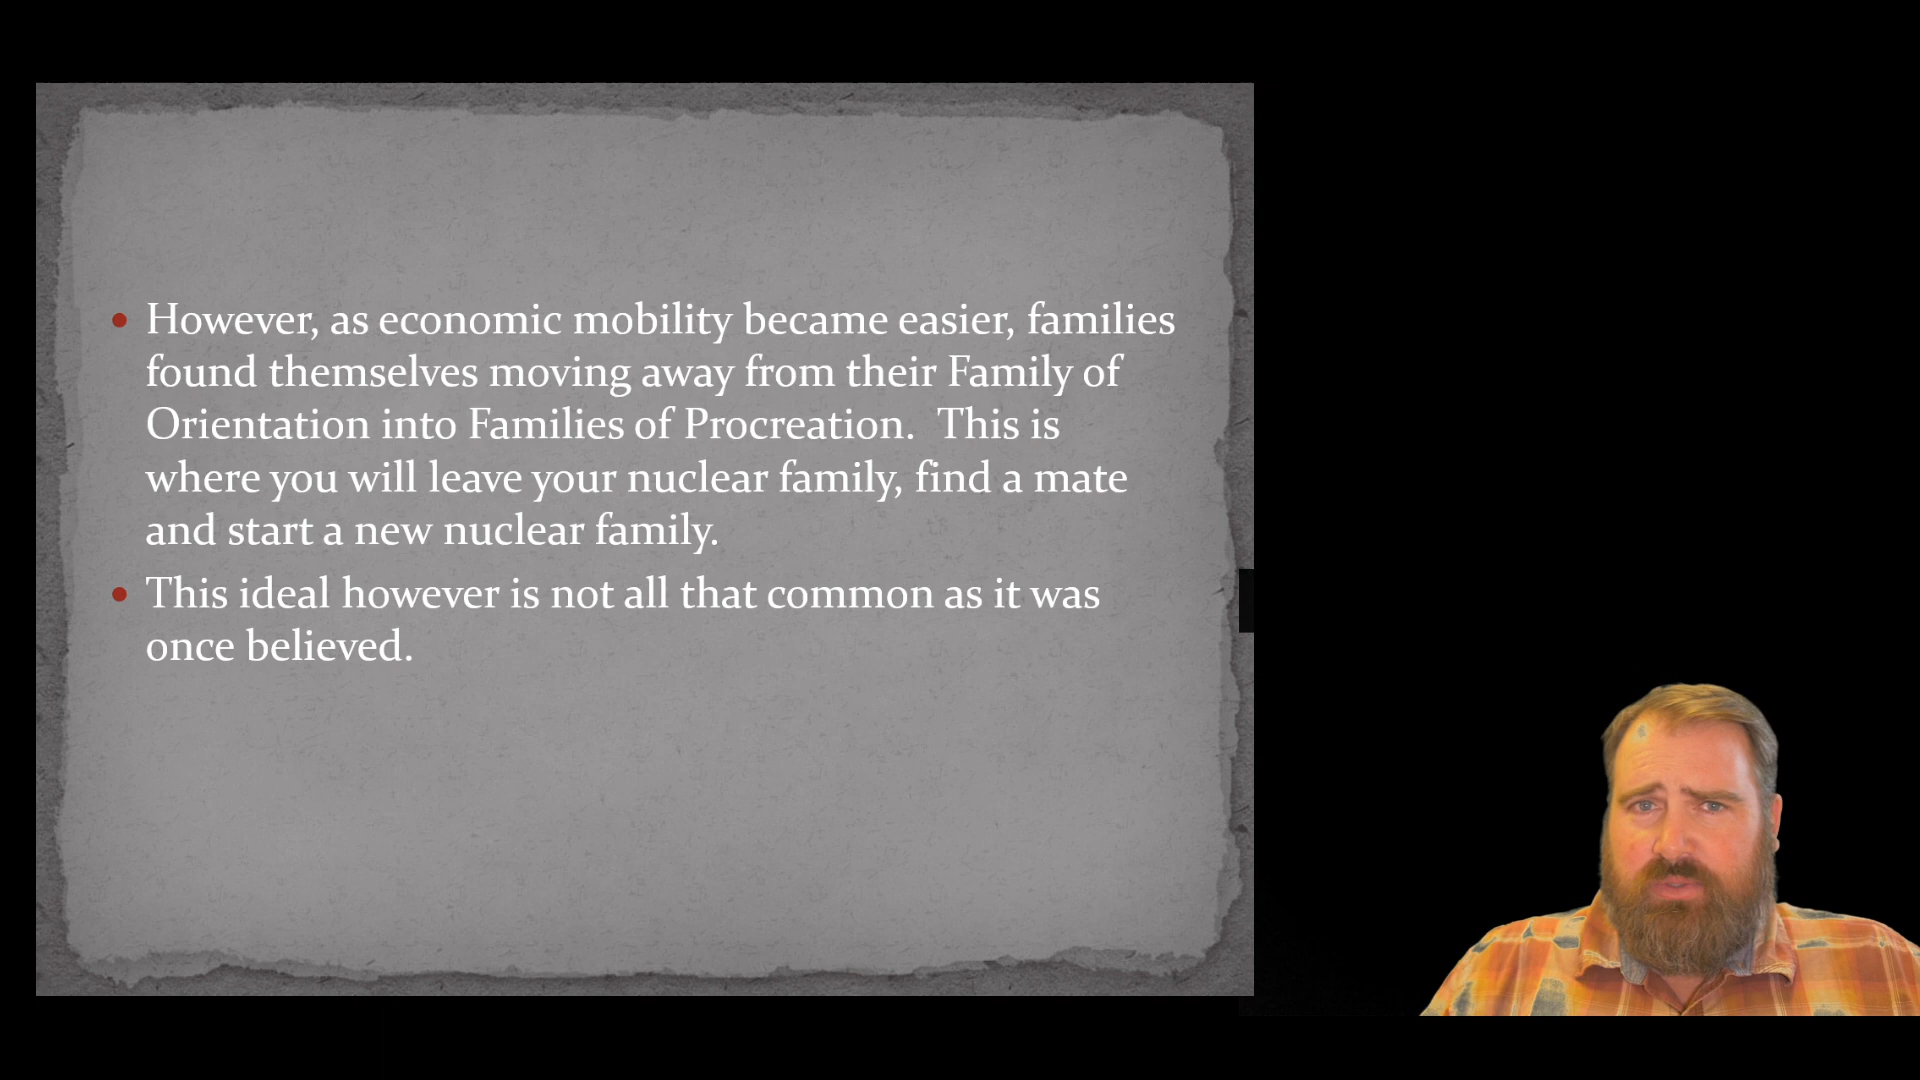 However, as economic mobility became easier, families
found themselves moving away from their Family of
Orientation into Families of Procreation.  This is
where you will leave your nuclear family, find a mate
and start a new nuclear family.
This ideal however is not all that common as it was
once believed.